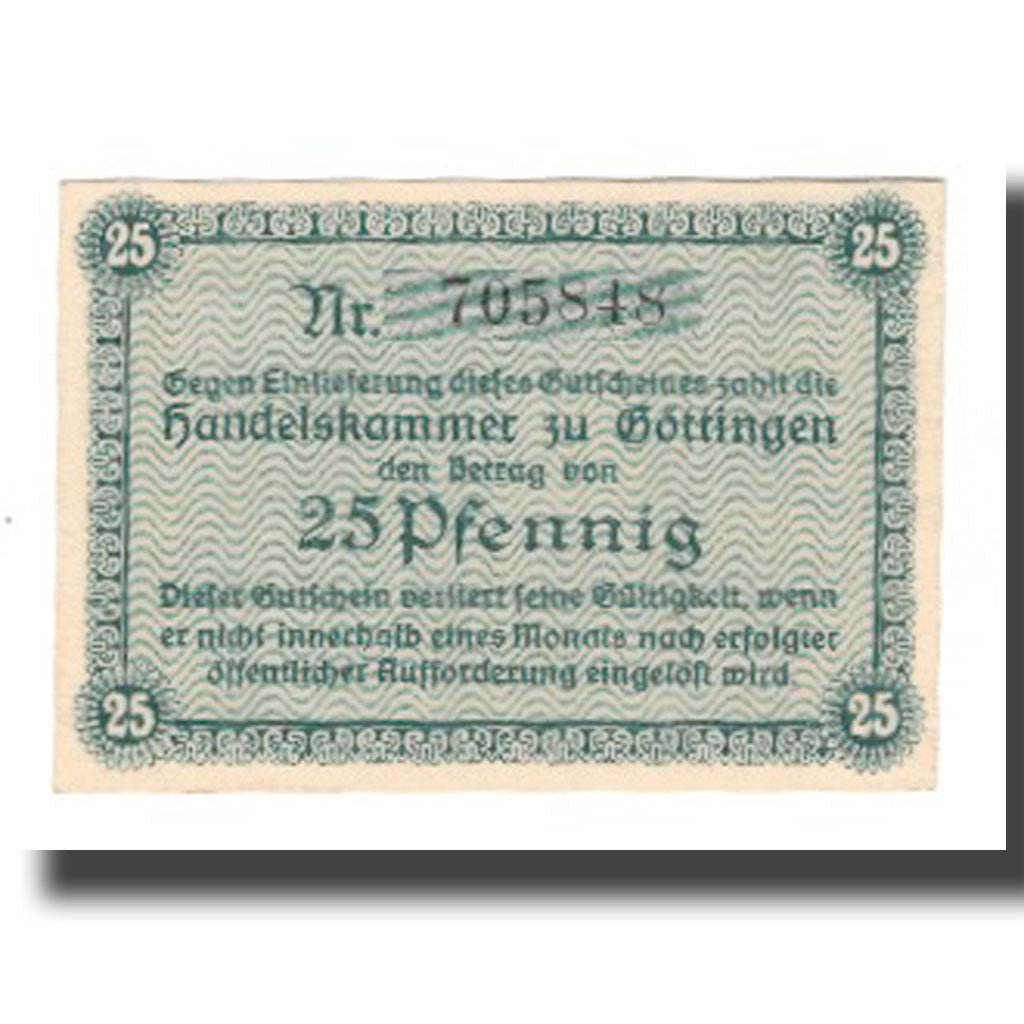 25 25
Nr. 705848
Gegen Einlieferung dieses Gutscheines zahlt die
Handelskammer zu Göttingen
den Betrag von
25 Pfennig
Dieser Gutschein verliert seine Gültigkeit, wenn
er nicht innerhalb eines Monats nach erfolgter
öffentlicher Aufforderung eingelöst wird
25 25